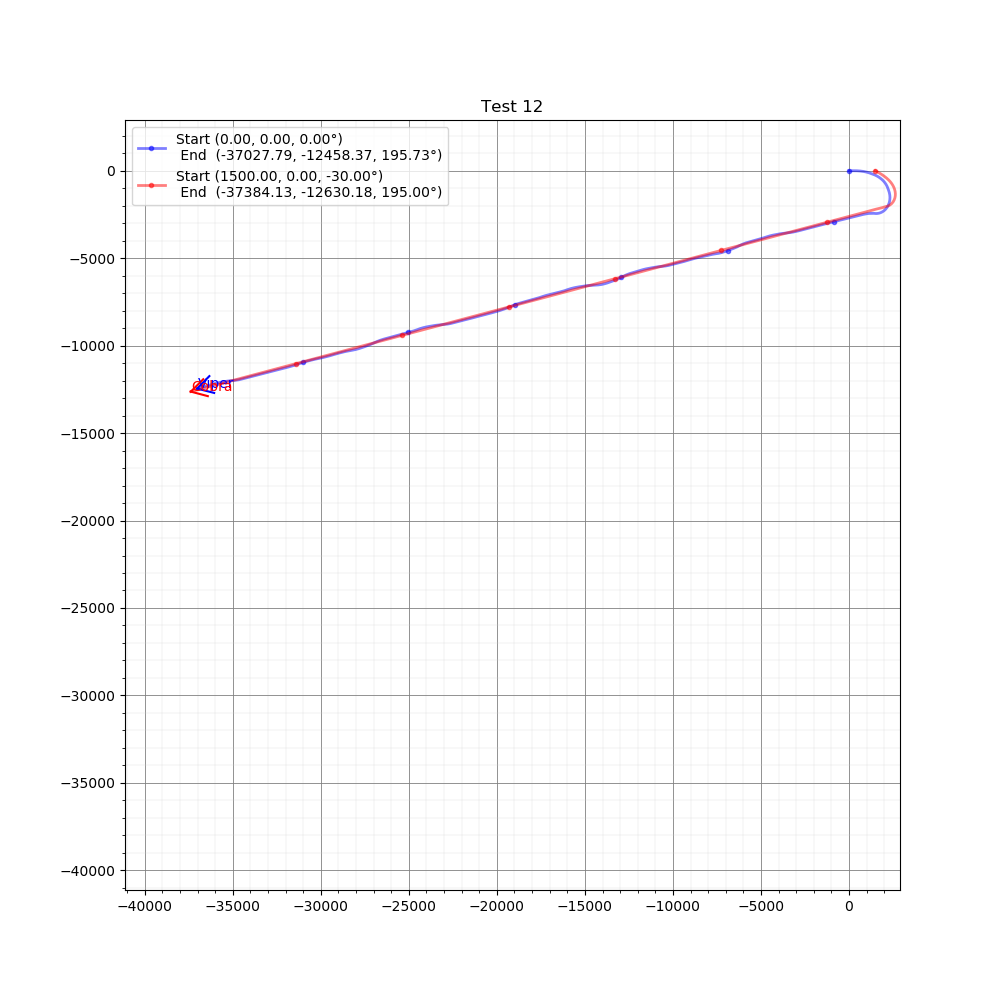 Test 12
Start (0.00, 0.00, 0.00°)
End  (-37027.79, -12458.37, 195.73°)
Start (1500.00, 0.00, -30.00°)
End  (-37384.13, -12630.18, 195.00°)
0
−5000
−10000
−15000
−20000
−25000
−30000
−35000
−40000
−40000 −35000 −30000 −25000 −20000 −15000 −10000 −5000 0